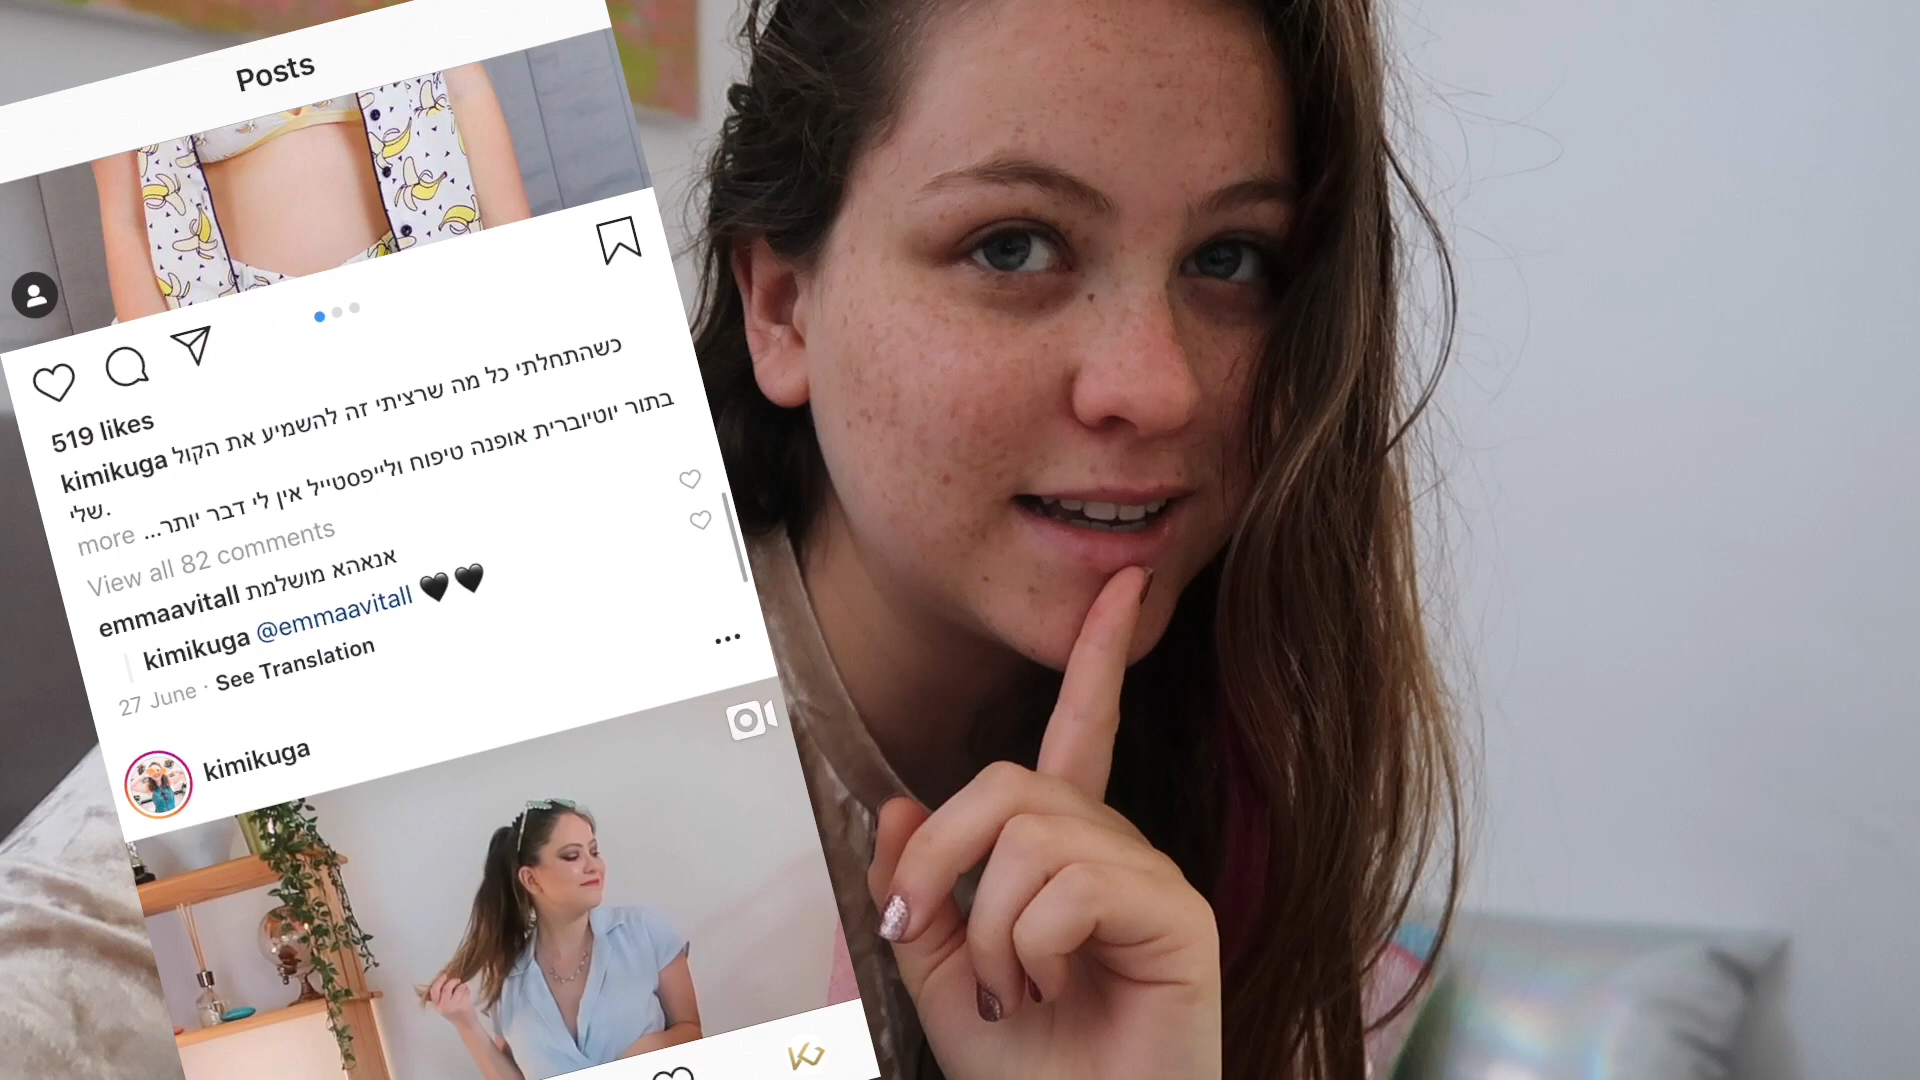 Posts
519 likes
kimikuga כשהתחלתי כל מה שרציתי זה להשמיע את הקול
שלי.
בתור יוטיוברית אופנה טיפוח ולייפסטייל אין לי דבר יותר... more
View all 82 comments
emmaavitall אנאהא מושלמת
kimikuga @emmaavitall 🖤🖤
27 June · See Translation
kimikuga